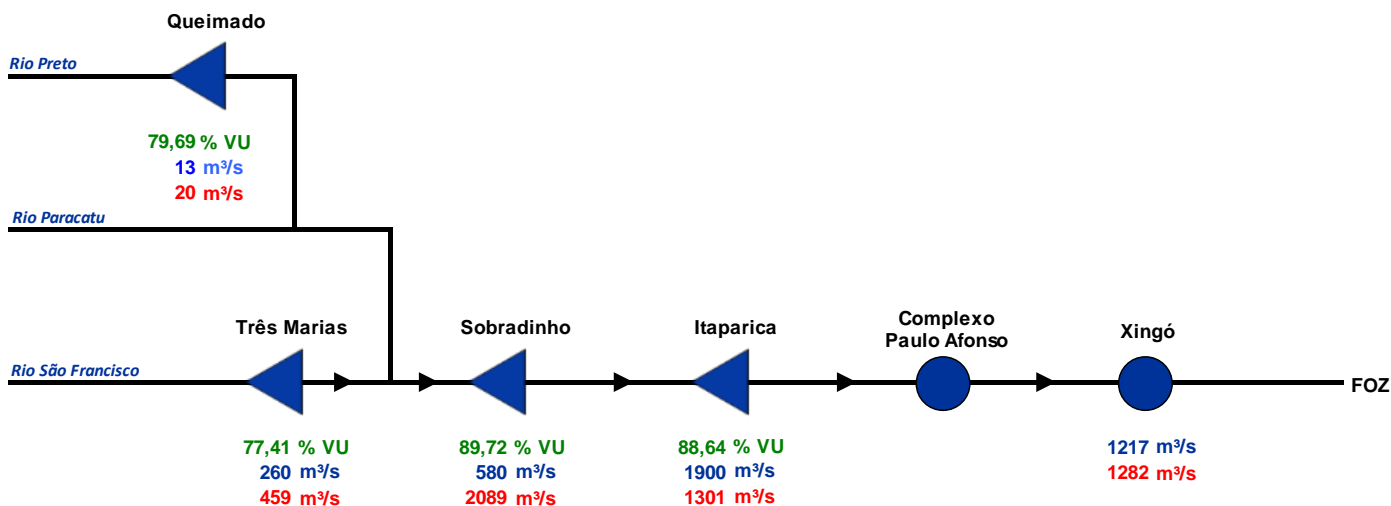 Queimado
Rio Preto
79,69 % VU
13 m³/s
20 m³/s
Rio Paracatu
Três Marias
Sobradinho
Itaparica
Complexo
Paulo Afonso
Xingó
Rio São Francisco
FOZ
77,41 % VU
260 m³/s
459 m³/s
89,72 % VU
580 m³/s
2089 m³/s
88,64 % VU
1900 m³/s
1301 m³/s
1217 m³/s
1282 m³/s